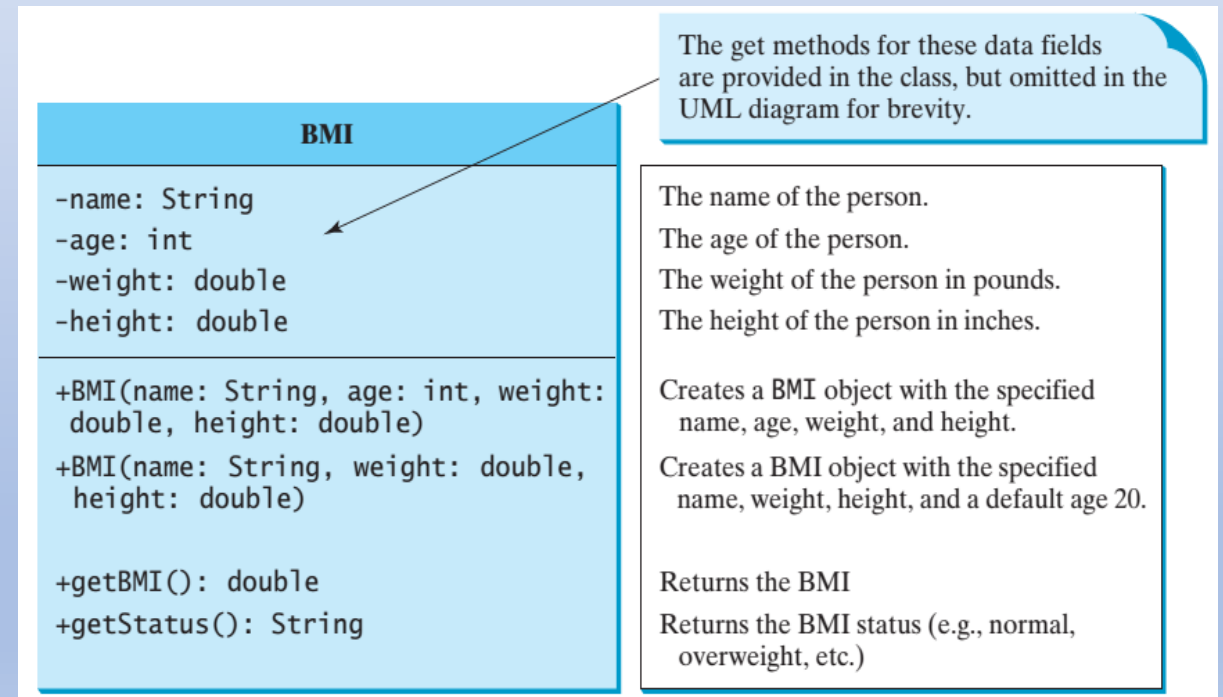 The get methods for these data fields
are provided in the class, but omitted in the
UML diagram for brevity.
BMI
-name: String
-age: int
-weight: double
-height: double
The name of the person.
The age of the person.
The weight of the person in pounds.
The height of the person in inches.
+BMI(name: String, age: int, weight:
double, height: double)
+BMI(name: String, weight: double,
height: double)
+getBMI(): double
+getStatus(): String
Creates a BMI object with the specified
name, age, weight, and height.
Creates a BMI object with the specified
name, weight, height, and a default age 20.
Returns the BMI
Returns the BMI status (e.g., normal,
overweight, etc.)